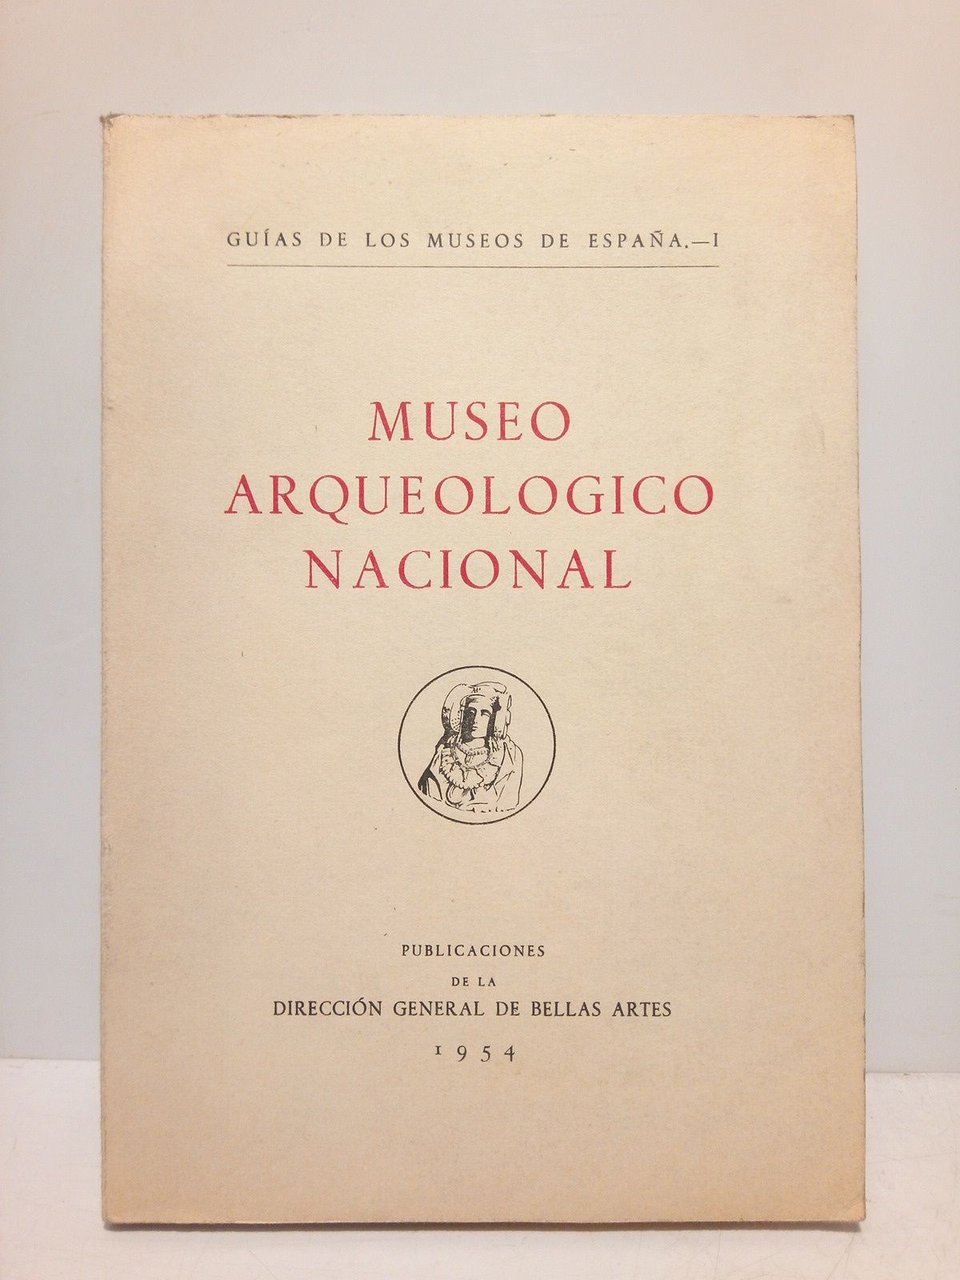 GUÍAS DE LOS MUSEOS DE ESPAÑA.—I
MUSEO
ARQUEOLOGICO
NACIONAL
PUBLICACIONES
DE LA
DIRECCIÓN GENERAL DE BELLAS ARTES
1954